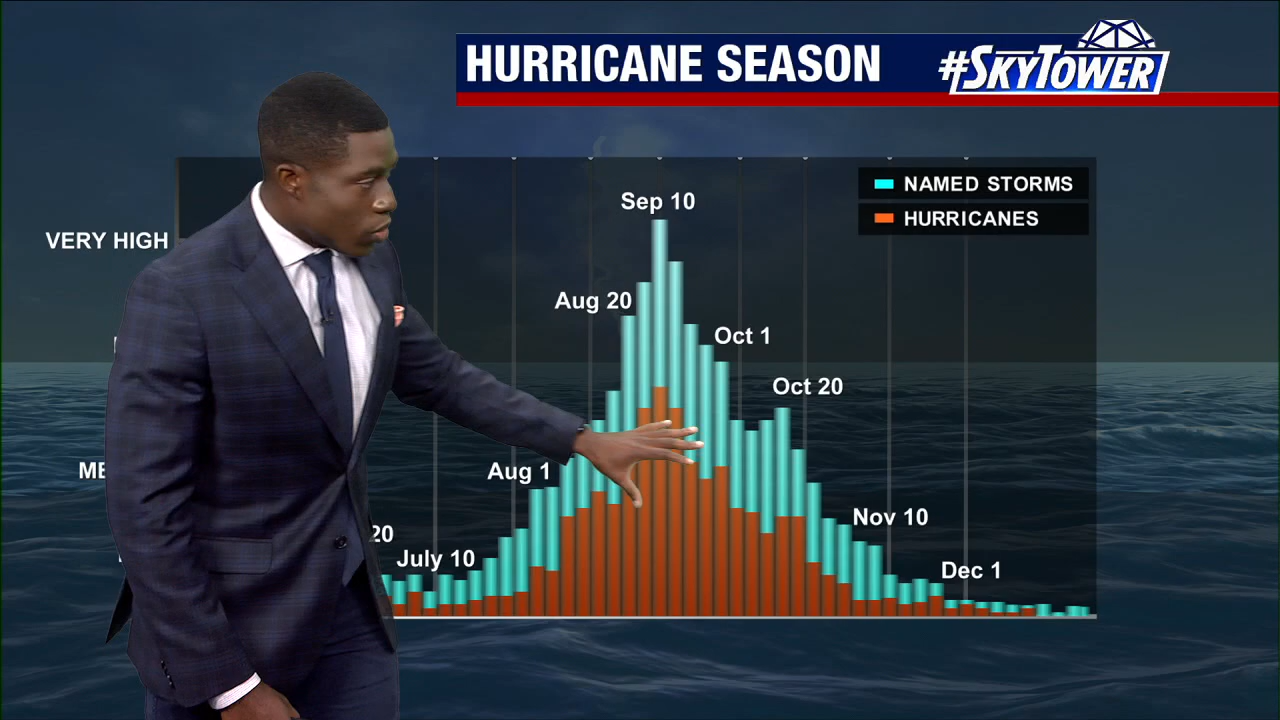 HURRICANE SEASON
#SKYTOWER
NAMED STORMS
HURRICANES
Sep 10
VERY HIGH
Aug 20
Oct 1
Oct 20
Aug 1
Nov 10
20
July 10
Dec 1